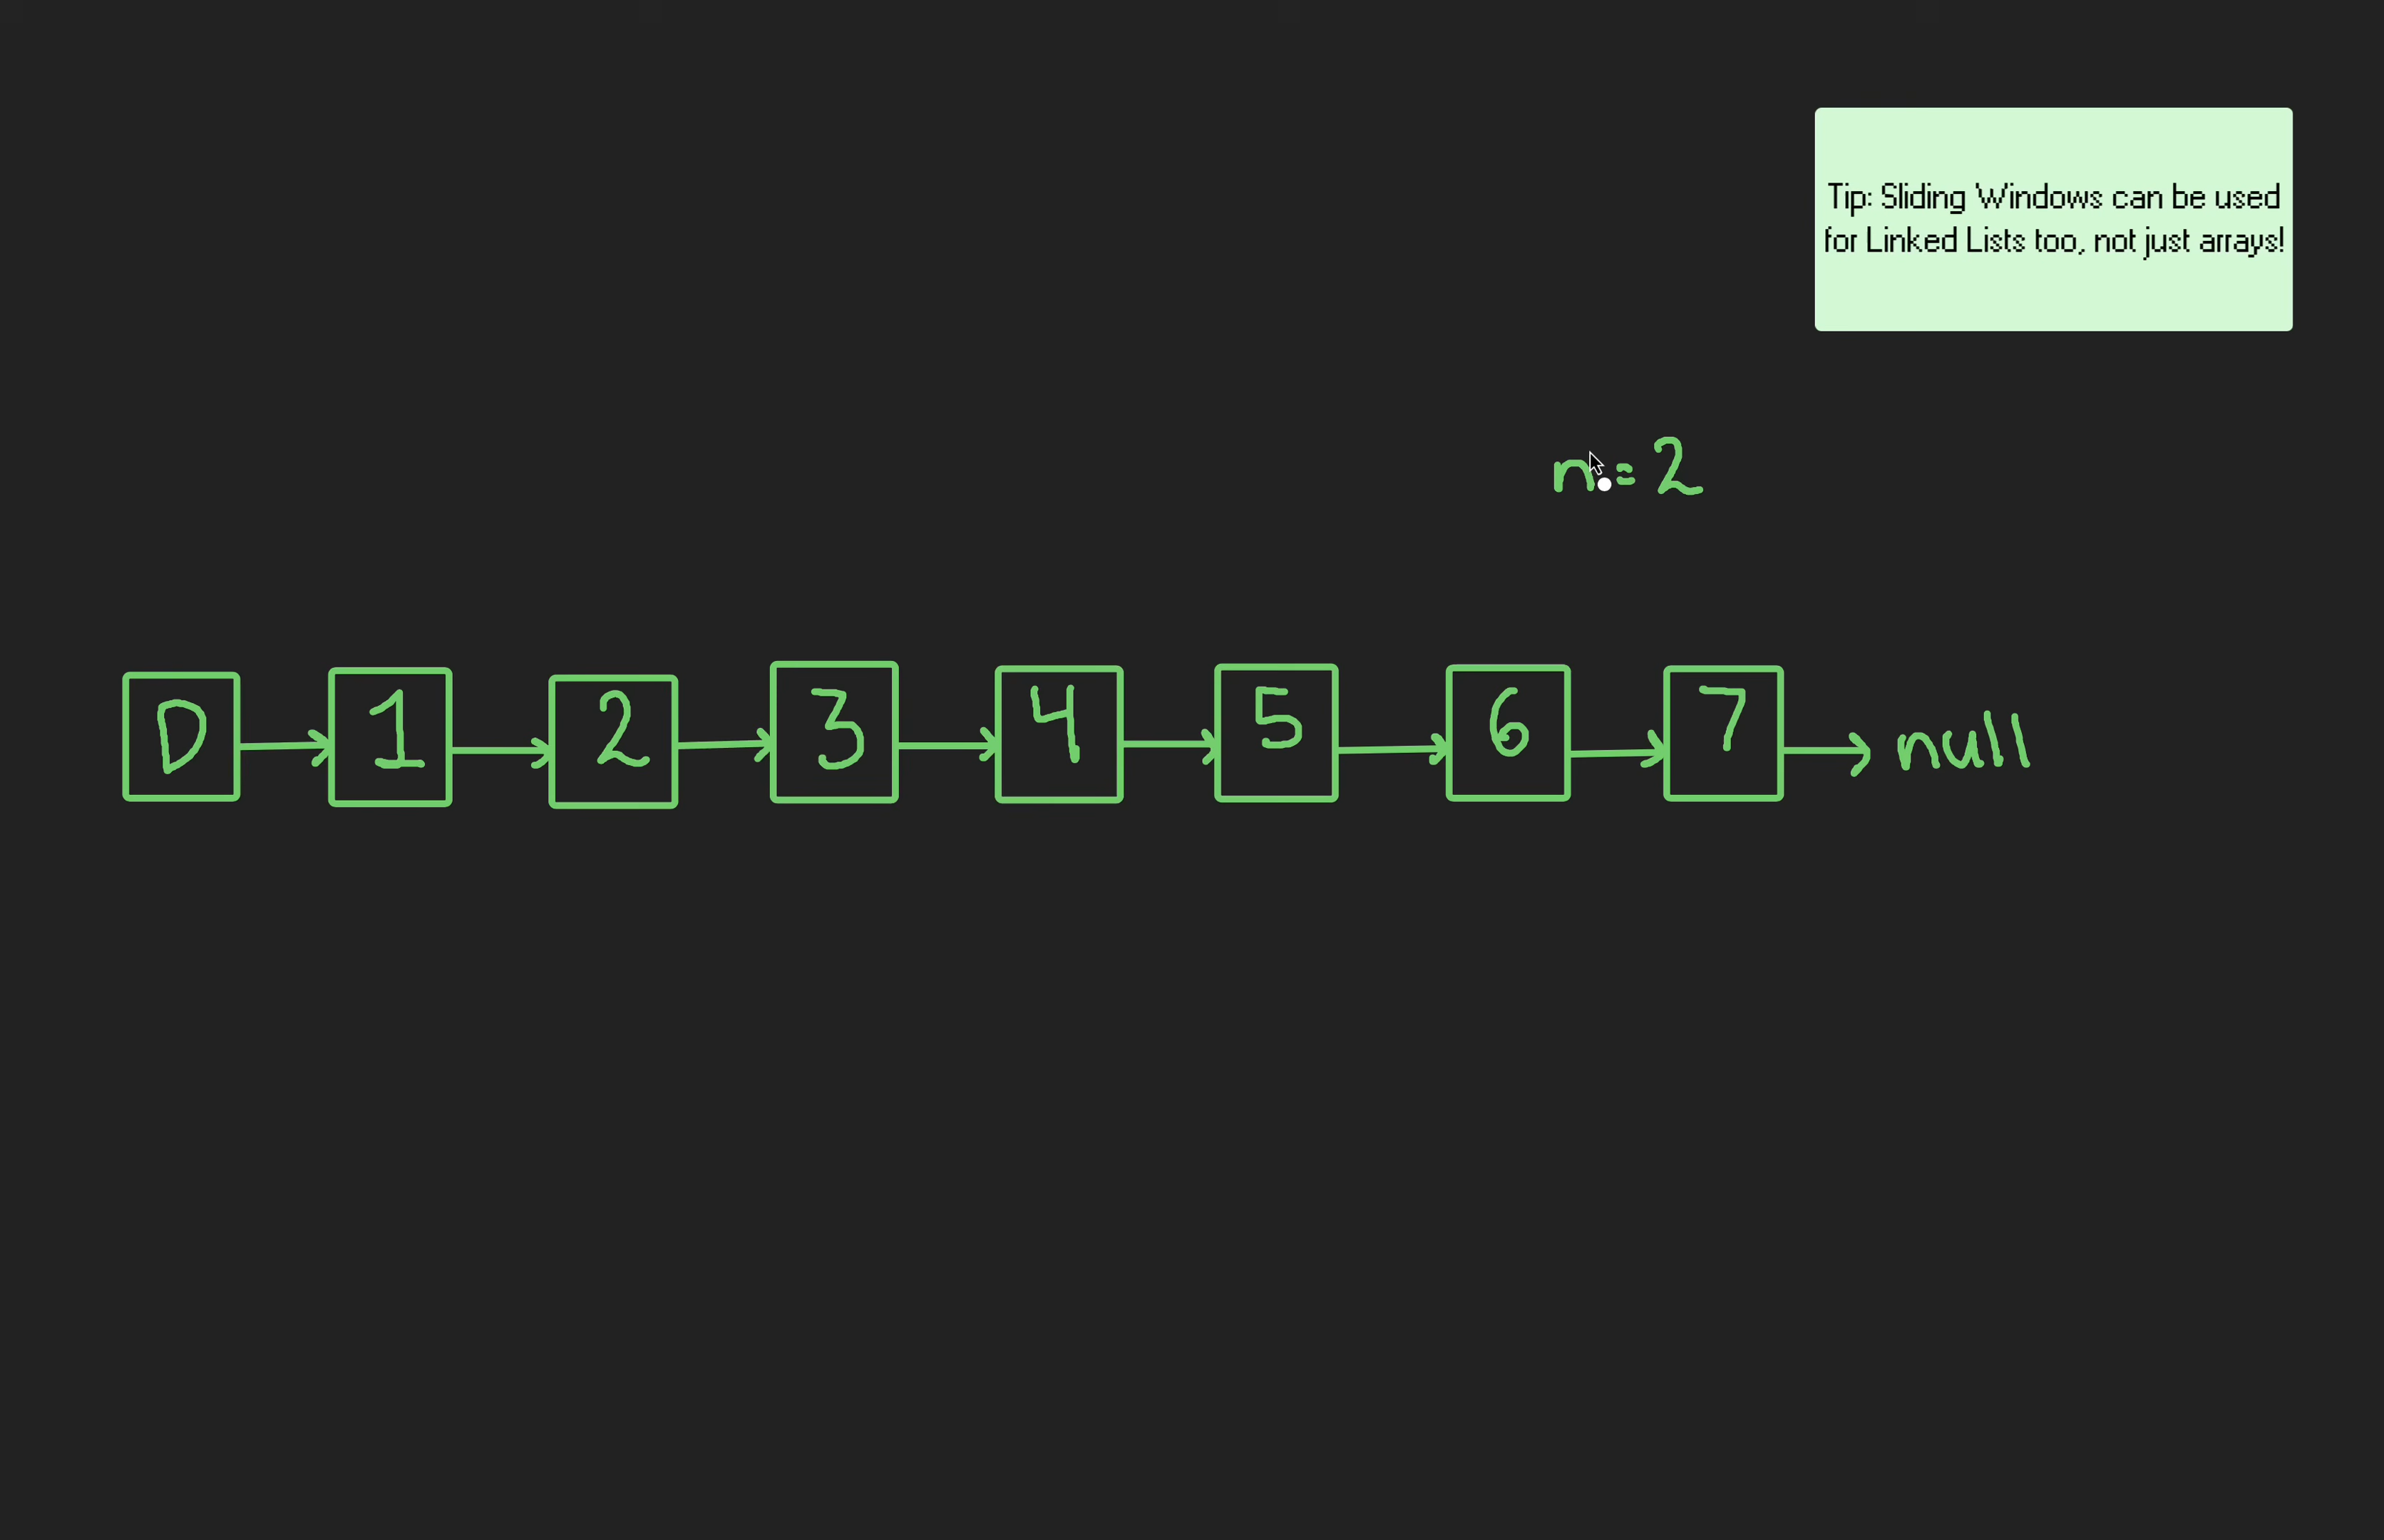 Tip: Sliding Windows can be used
for Linked Lists too, not just arrays!
n = 2
D 1 2 3 4 5 6 7 null